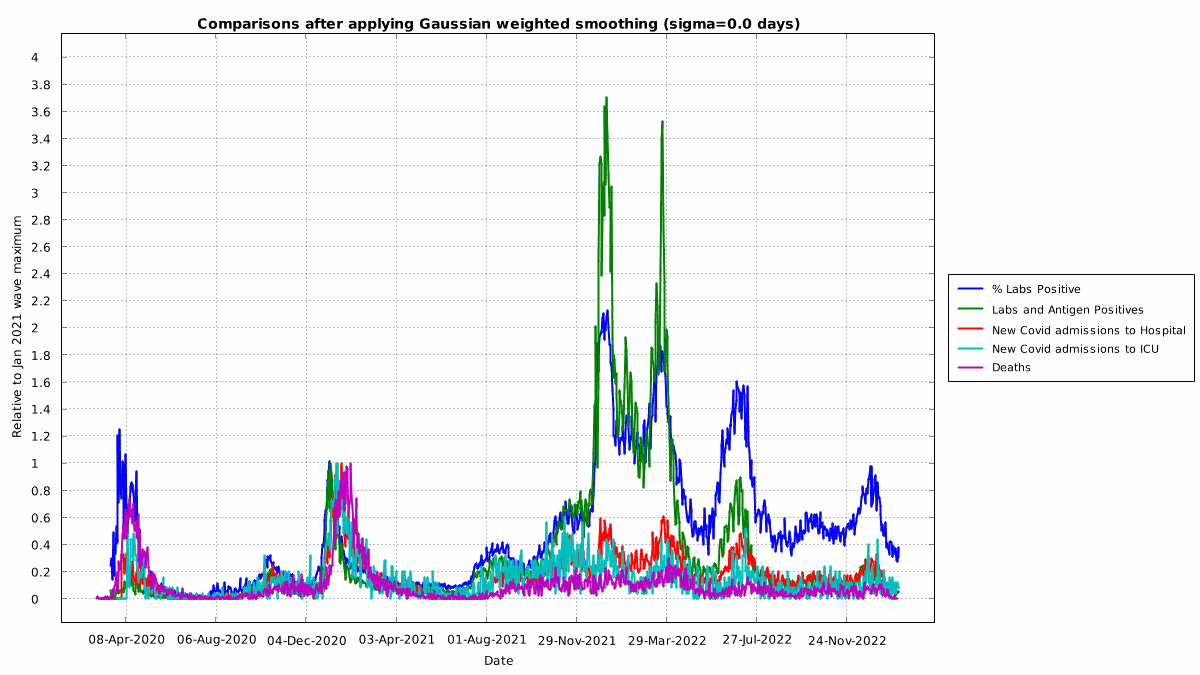 Comparisons after applying Gaussian weighted smoothing (sigma=0.0 days)
Relative to Jan 2021 wave maximum
4
3.8
3.6
3.4
3.2
3
2.8
2.6
2.4
2.2
2
1.8
1.6
1.4
1.2
1
0.8
0.6
0.4
0.2
0
08-Apr-2020 06-Aug-2020 04-Dec-2020 03-Apr-2021 01-Aug-2021 29-Nov-2021 29-Mar-2022 27-Jul-2022 24-Nov-2022
Date
% Labs Positive
Labs and Antigen Positives
New Covid admissions to Hospital
New Covid admissions to ICU
Deaths